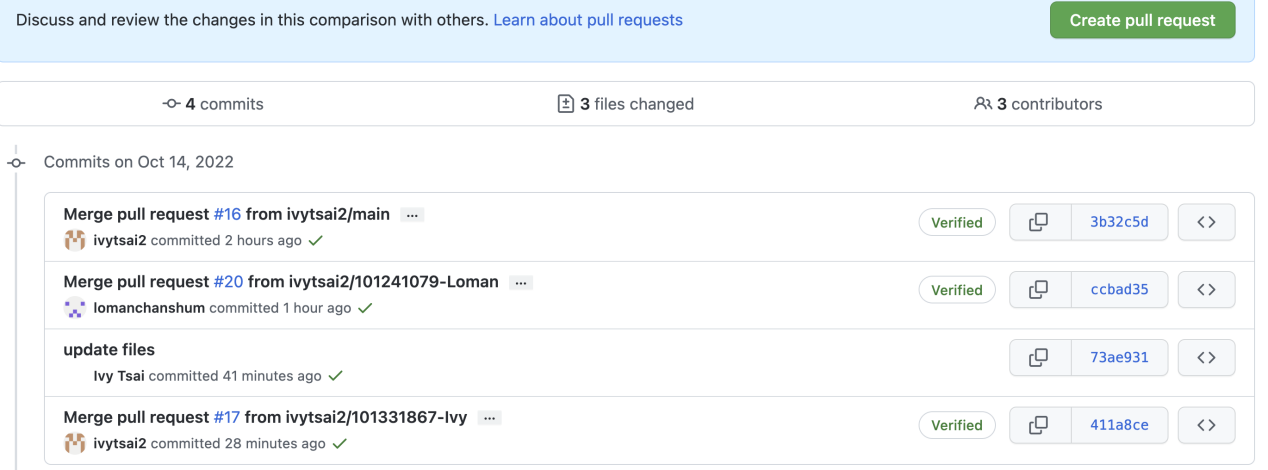 Discuss and review the changes in this comparison with others. Learn about pull requests
Create pull request
4 commits
3 files changed
3 contributors
Commits on Oct 14, 2022
Merge pull request #16 from ivytsai2/main ...
Verified
3b32c5d
ivytsai2 committed 2 hours ago
Merge pull request #20 from ivytsai2/101241079-Loman ...
Verified
ccbad35
lomanchanshum committed 1 hour ago
update files
73ae931
Ivy Tsai committed 41 minutes ago
Merge pull request #17 from ivytsai2/101331867-Ivy ...
Verified
411a8ce
ivytsai2 committed 28 minutes ago